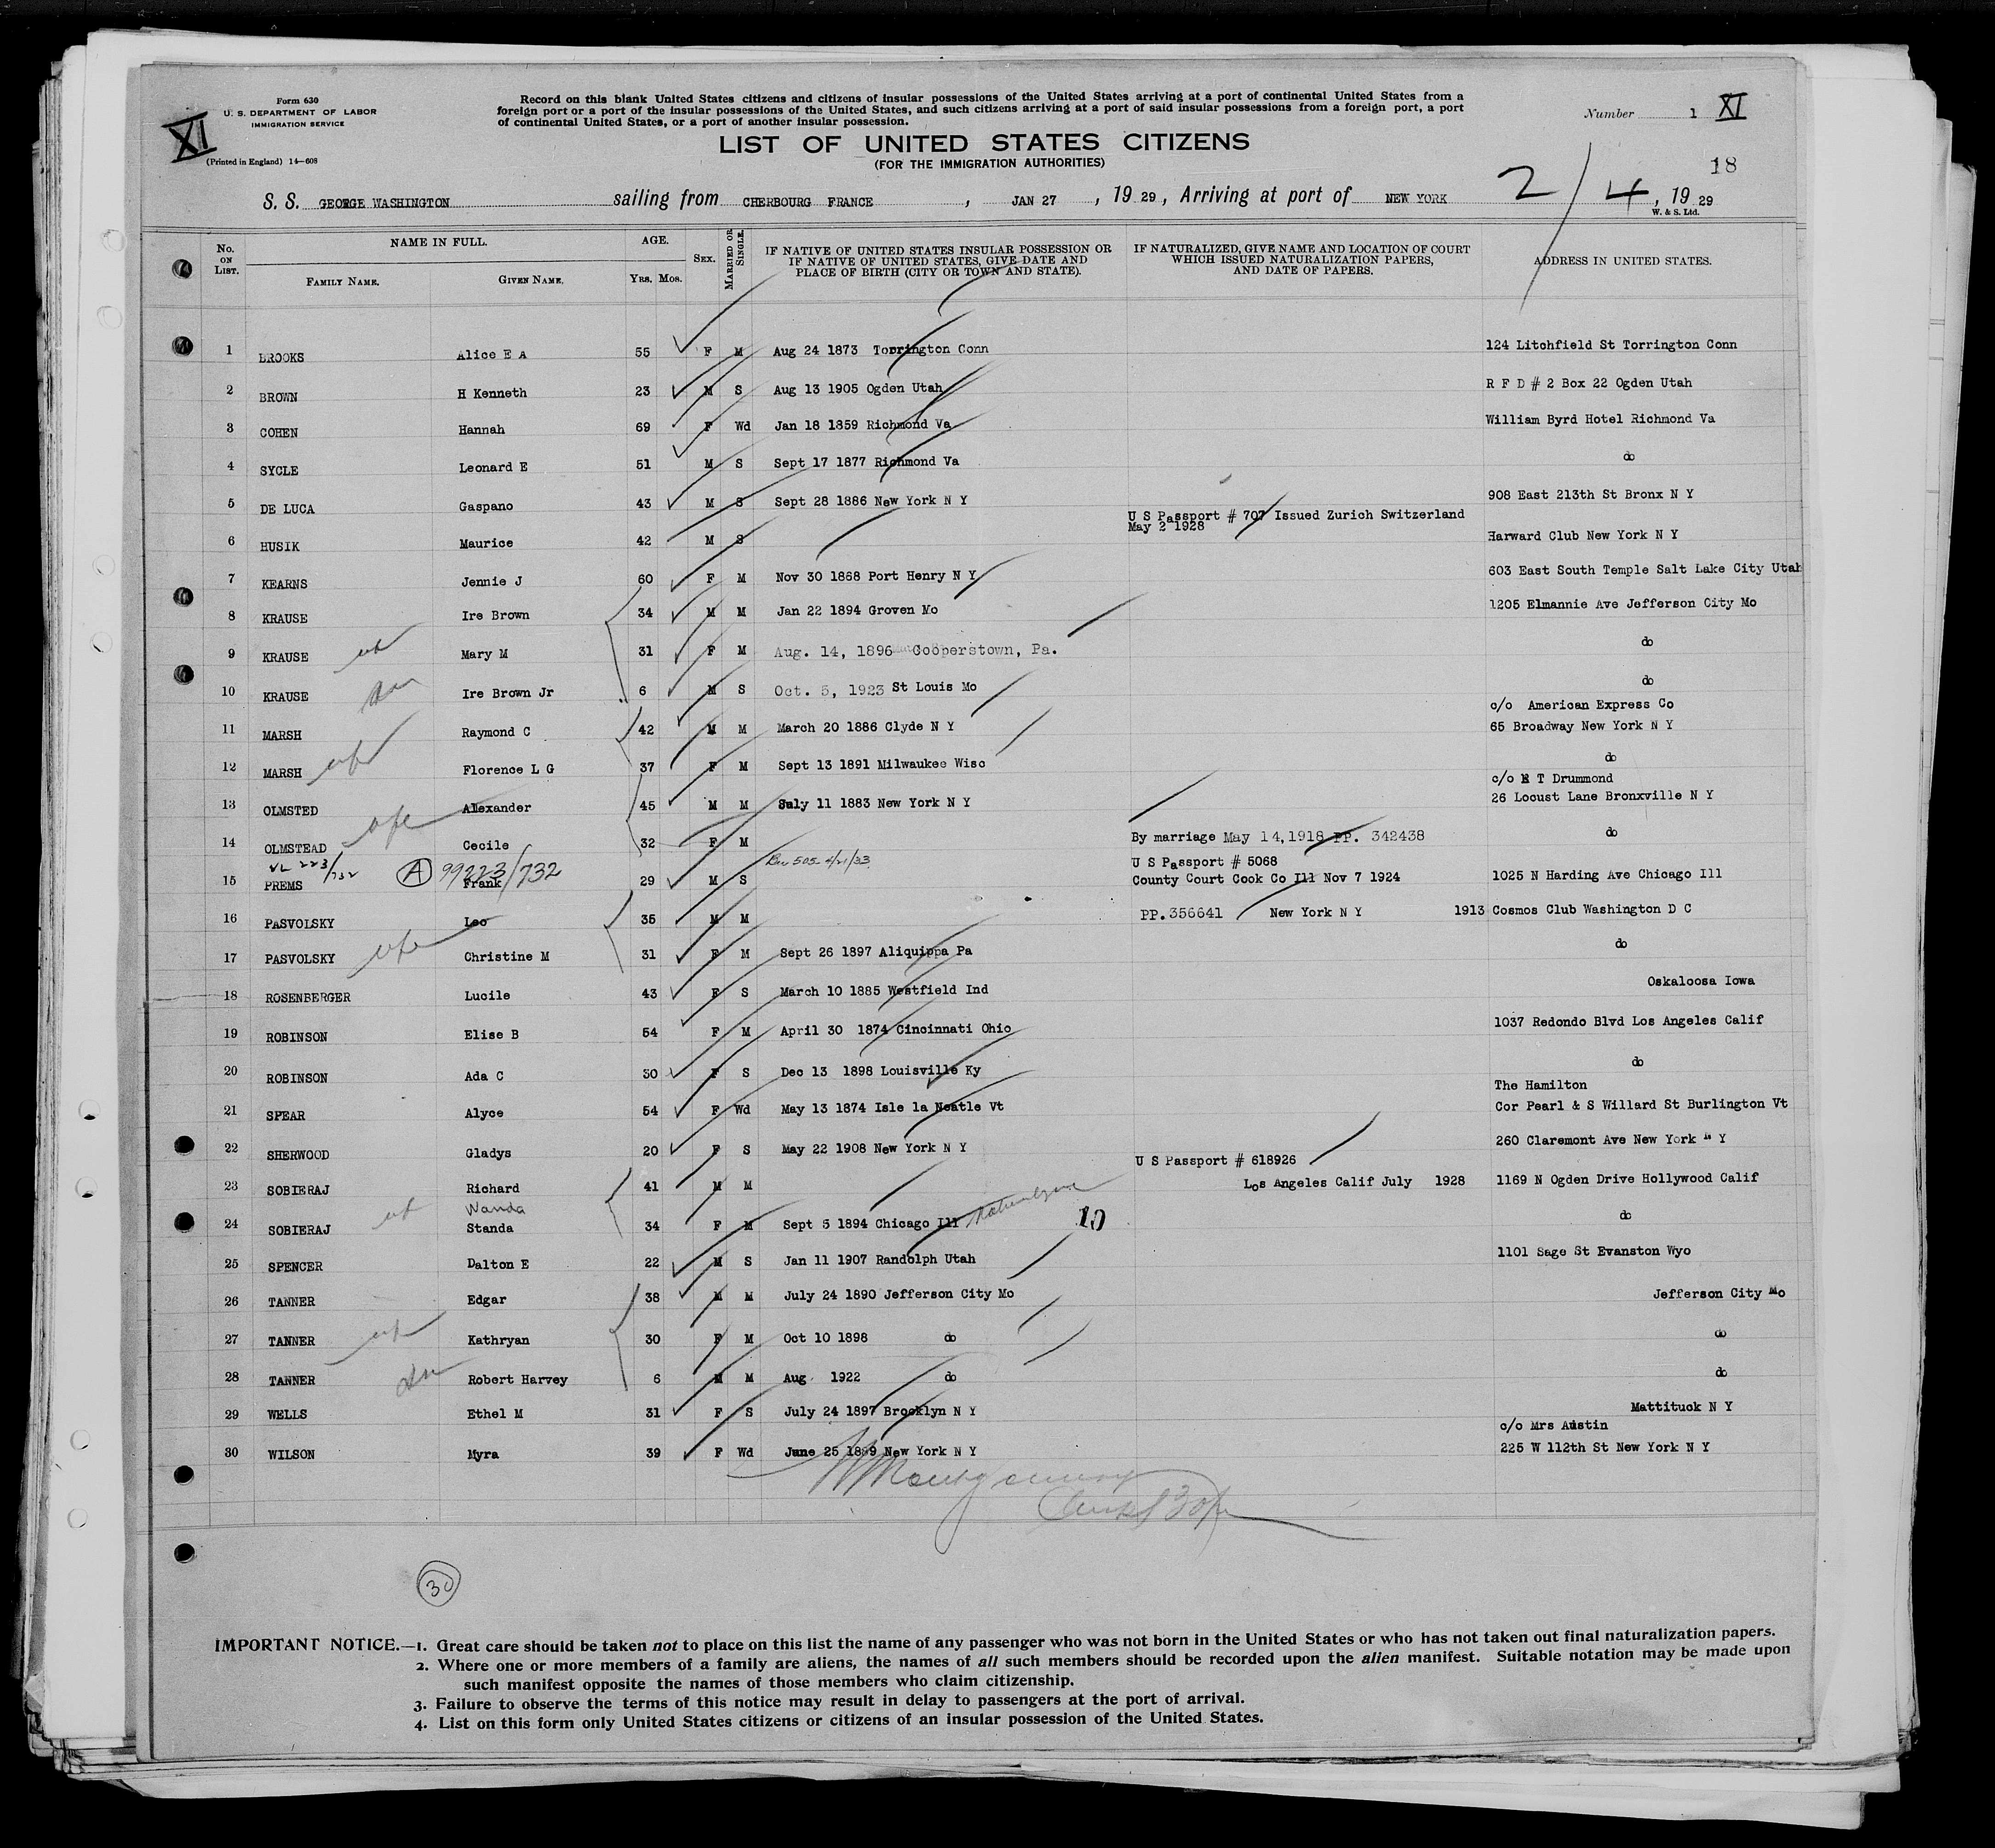 Form 630
U. S. DEPARTMENT OF LABOR
IMMIGRATION SERVICE
XI
(Printed in England) 14—608
Record on this blank United States citizens and citizens of insular possessions of the United States arriving at a port of continental United States from a
foreign port or a port of the insular possessions of the United States, and such citizens arriving at a port of said insular possessions from a foreign port, a port
of continental United States, or a port of another insular possession.
Number 1 XI
LIST OF UNITED STATES CITIZENS
(FOR THE IMMIGRATION AUTHORITIES)
18
S. S. GEORGE WASHINGTON sailing from CHERBOURG FRANCE, JAN 27, 19 29, Arriving at port of NEW YORK 2/4, 19 29
W. & S. Ltd.
No. ON LIST. NAME IN FULL. FAMILY NAME. GIVEN NAME. AGE. YRS. MOS. SEX. MARRIED OR SINGLE. IF NATIVE OF UNITED STATES INSULAR POSSESSION OR IF NATIVE OF UNITED STATES, GIVE DATE AND PLACE OF BIRTH (CITY OR TOWN AND STATE). IF NATURALIZED, GIVE NAME AND LOCATION OF COURT WHICH ISSUED NATURALIZATION PAPERS, AND DATE OF PAPERS. ADDRESS IN UNITED STATES.
1 BROOKS Alice E A 55 F M Aug 24 1873 Torrington Conn 124 Litchfield St Torrington Conn
2 BROWN H Kenneth 23 M S Aug 13 1905 Ogden Utah R F D # 2 Box 22 Ogden Utah
3 COHEN Hannah 69 F Wd Jan 18 1859 Richmond Va William Byrd Hotel Richmond Va
4 SYCLE Leonard E 51 M S Sept 17 1877 Richmond Va do
5 DE LUCA Gaspano 43 M S Sept 28 1886 New York N Y 908 East 213th St Bronx N Y
U S Passport # 707 Issued Zurich Switzerland
May 2 1928
6 HUSIK Maurice 42 M S Harward Club New York N Y
7 KEARNS Jennie J 60 F M Nov 30 1868 Port Henry N Y 603 East South Temple Salt Lake City Utah
8 KRAUSE Ire Brown 34 M M Jan 22 1894 Groven Mo 1205 Elmannie Ave Jefferson City Mo
9 KRAUSE Mary M 31 F M Aug. 14, 1896 Cooperstown, Pa. do
10 KRAUSE Ire Brown Jr 6 M S Oct. 5, 1923 St Louis Mo do
c/o American Express Co
11 MARSH Raymond C 42 M M March 20 1886 Clyde N Y 65 Broadway New York N Y
12 MARSH Florence L G 37 F M Sept 13 1891 Milwaukee Wisc do
c/o E T Drummond
13 OLMSTED Alexander 45 M M July 11 1883 New York N Y 26 Locust Lane Bronxville N Y
14 OLMSTEAD Cecile 32 F M By marriage May 14, 1918 PP. 342438 do
VL 223/732 A 99223/732 505 4/21/33 U S Passport # 5068
15 PREMS Frank 29 M S County Court Cook Co Ill Nov 7 1924 1025 N Harding Ave Chicago Ill
16 PASVOLSKY Leo 35 M M PP. 356641 New York N Y 1913 Cosmos Club Washington D C
17 PASVOLSKY Christine M 31 F M Sept 26 1897 Aliquippa Pa do
18 ROSENBERGER Lucile 43 F S March 10 1885 Westfield Ind Oskaloosa Iowa
19 ROBINSON Elise B 54 F M April 30 1874 Cincinnati Ohio 1037 Redondo Blvd Los Angeles Calif
20 ROBINSON Ada C 30 F S Dec 13 1898 Louisville Ky do
The Hamilton
21 SPEAR Alyce 54 F Wd May 13 1874 Isle la Neatle Vt Cor Pearl & S Willard St Burlington Vt
22 SHERWOOD Gladys 20 F S May 22 1908 New York N Y 260 Claremont Ave New York N Y
U S Passport # 618926
23 SOBIERAJ Richard 41 M M Los Angeles Calif July 1928 1169 N Ogden Drive Hollywood Calif
Wanda
24 SOBIERAJ Standa 34 F M Sept 5 1894 Chicago Ill 10 do
25 SPENCER Dalton E 22 M S Jan 11 1907 Randolph Utah 1101 Sage St Evanston Wyo
26 TANNER Edgar 38 M M July 24 1890 Jefferson City Mo Jefferson City Mo
27 TANNER Kathryan 30 F M Oct 10 1898 do do
28 TANNER Robert Harvey 6 M M Aug 1922 do do
29 WELLS Ethel M 31 F S July 24 1897 Brooklyn N Y Mattituck N Y
c/o Mrs Austin
30 WILSON Myra 39 F Wd June 25 1889 New York N Y 225 W 112th St New York N Y
Montgomery
30
IMPORTANT NOTICE.—1. Great care should be taken not to place on this list the name of any passenger who was not born in the United States or who has not taken out final naturalization papers.
2. Where one or more members of a family are aliens, the names of all such members should be recorded upon the alien manifest. Suitable notation may be made upon
such manifest opposite the names of those members who claim citizenship.
3. Failure to observe the terms of this notice may result in delay to passengers at the port of arrival.
4. List on this form only United States citizens or citizens of an insular possession of the United States.